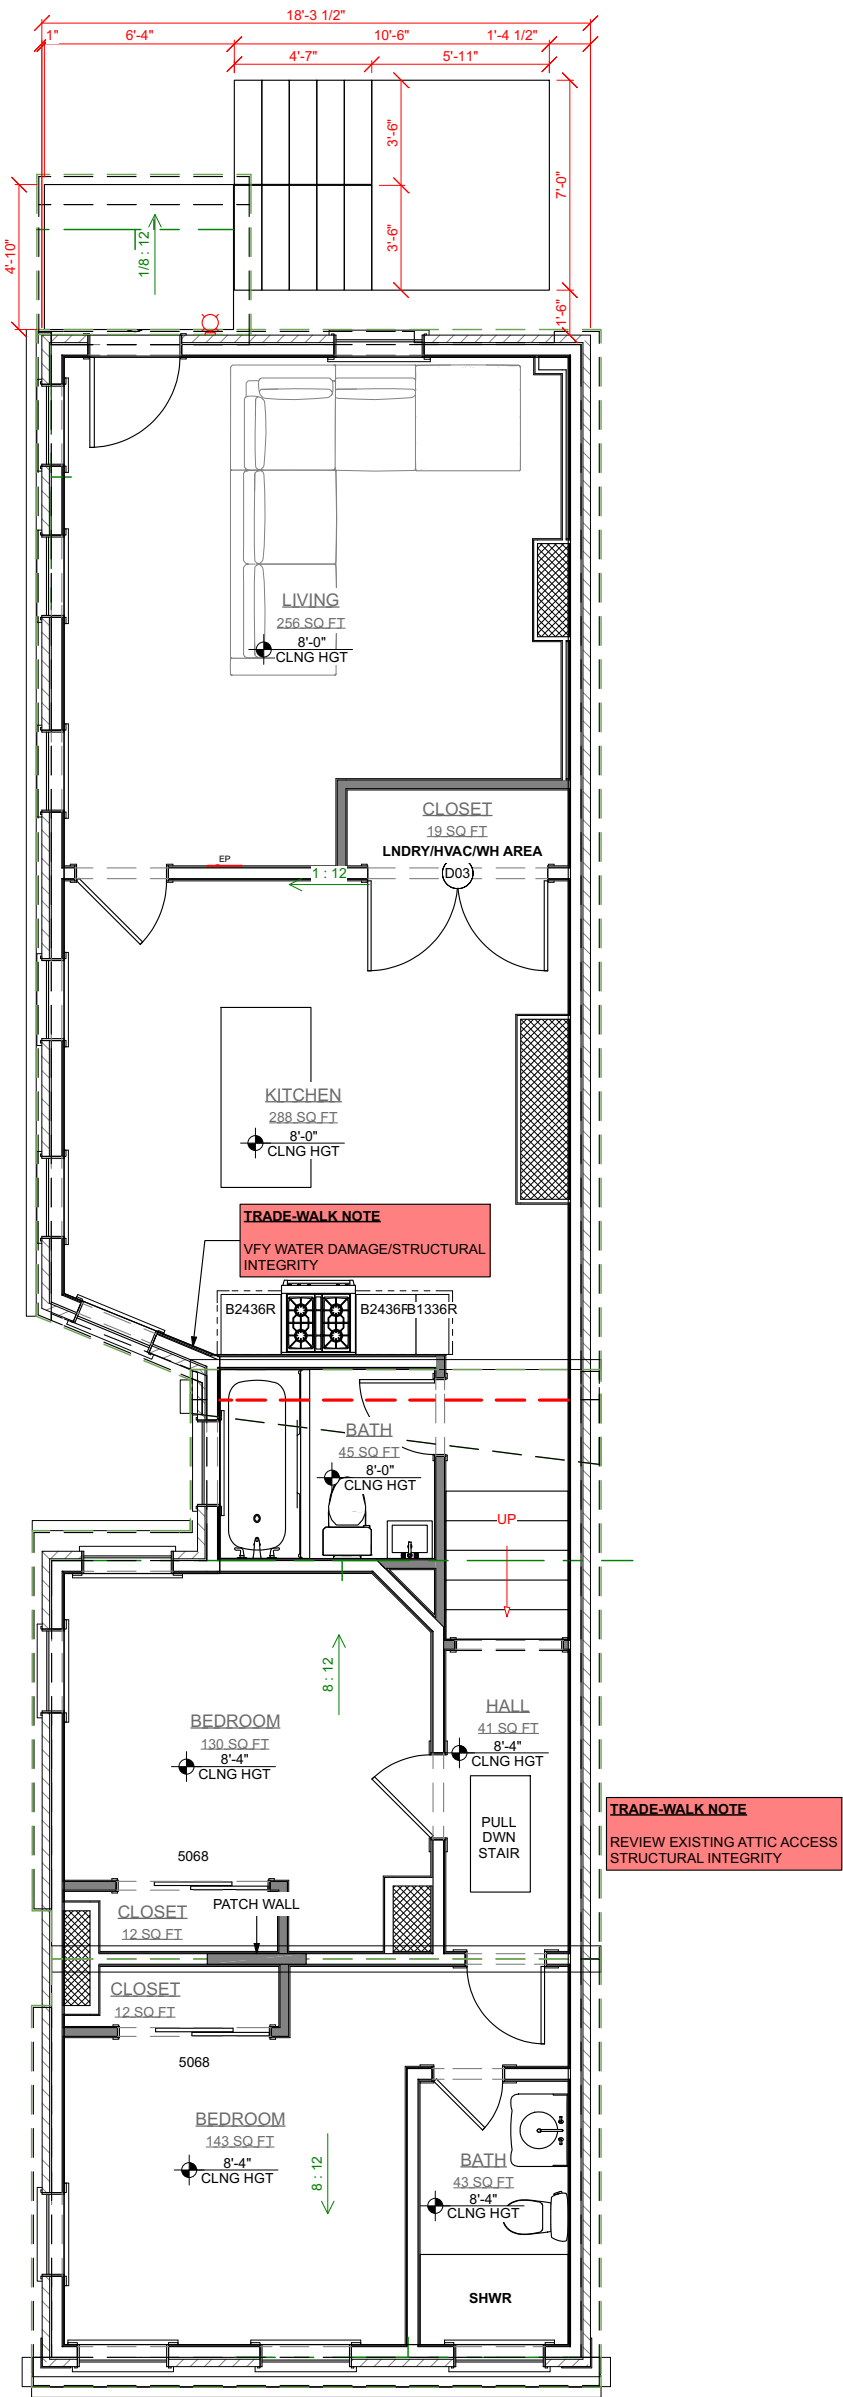 18'-3 1/2"
1"
6'-4"
10'-6"
1'-4 1/2"
4'-7"
5'-11"
3'-6"
7'-0"
3'-6"
4'-10"
1/8 : 12
1'-6"
LIVING
256 SQ FT
8'-0"
CLNG HGT
CLOSET
19 SQ FT
LNDRY/HVAC/WH AREA
EP
1 : 12
D03
KITCHEN
288 SQ FT
8'-0"
CLNG HGT
TRADE-WALK NOTE
VFY WATER DAMAGE/STRUCTURAL
INTEGRITY
B2436R
B2436R
B1336R
BATH
45 SQ FT
8'-0"
CLNG HGT
UP
8 : 12
BEDROOM
130 SQ FT
8'-4"
CLNG HGT
HALL
41 SQ FT
8'-4"
CLNG HGT
PULL
DWN
STAIR
TRADE-WALK NOTE
REVIEW EXISTING ATTIC ACCESS
STRUCTURAL INTEGRITY
5068
PATCH WALL
CLOSET
12 SQ FT
CLOSET
12 SQ FT
5068
BEDROOM
143 SQ FT
8'-4"
CLNG HGT
8 : 12
BATH
43 SQ FT
8'-4"
CLNG HGT
SHWR